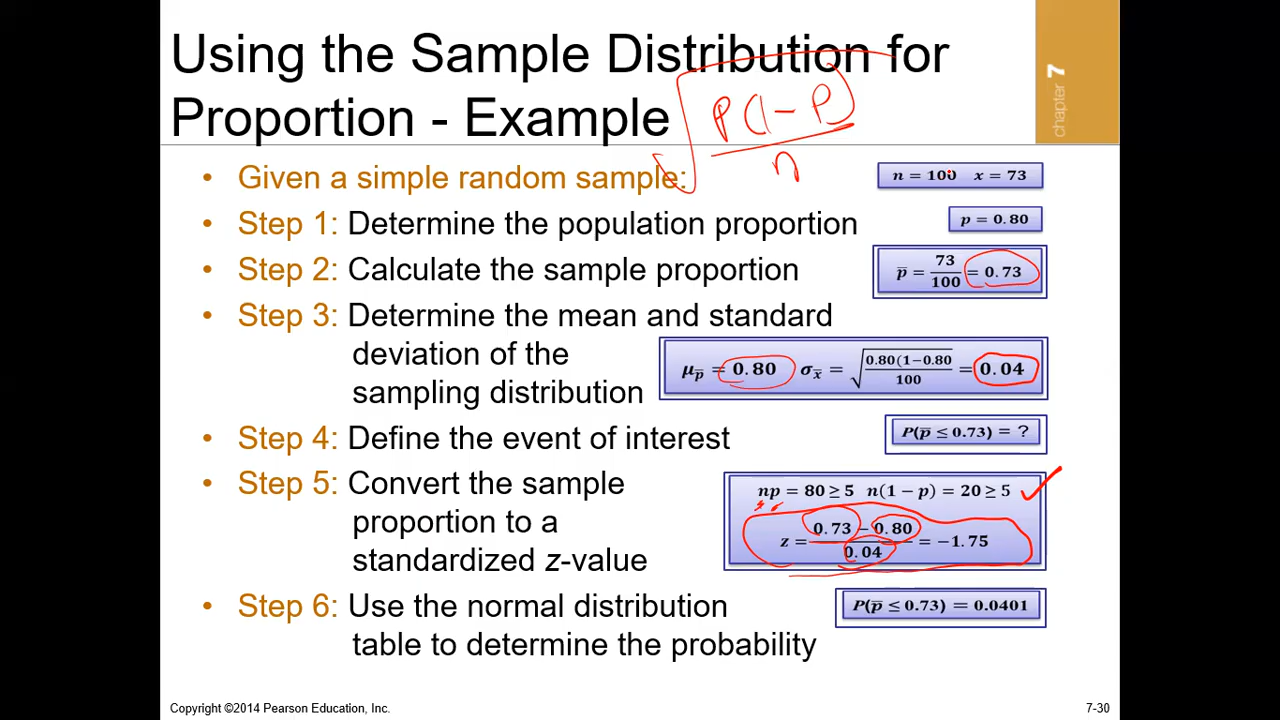 Using the Sample Distribution for
Proportion - Example
√ P(1-P)
n
chapter 7
• Given a simple random sample:
n = 100 x = 73
• Step 1: Determine the population proportion
p = 0.80
• Step 2: Calculate the sample proportion
p̅ = 73/100 = 0.73
• Step 3: Determine the mean and standard
deviation of the
sampling distribution
μp̅ = 0.80 σx̅ = √0.80(1−0.80/100 = 0.04
• Step 4: Define the event of interest
P(p̅ ≤ 0.73) = ?
• Step 5: Convert the sample
proportion to a
standardized z-value
np = 80 ≥ 5 n(1 − p) = 20 ≥ 5
z = 0.73 − 0.80/0.04 = −1.75
• Step 6: Use the normal distribution
table to determine the probability
P(p̅ ≤ 0.73) = 0.0401
Copyright ©2014 Pearson Education, Inc.
7-30